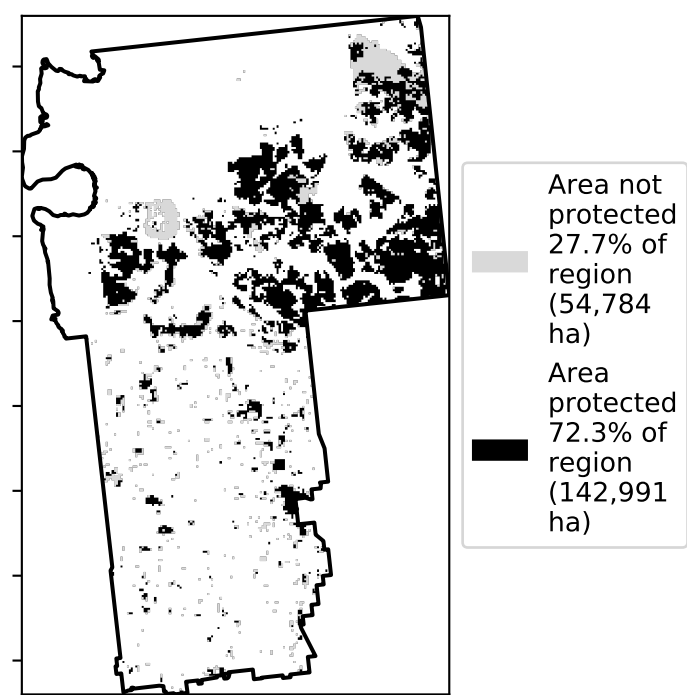 Area not
protected
27.7% of
region
(54,784
ha)
Area
protected
72.3% of
region
(142,991
ha)